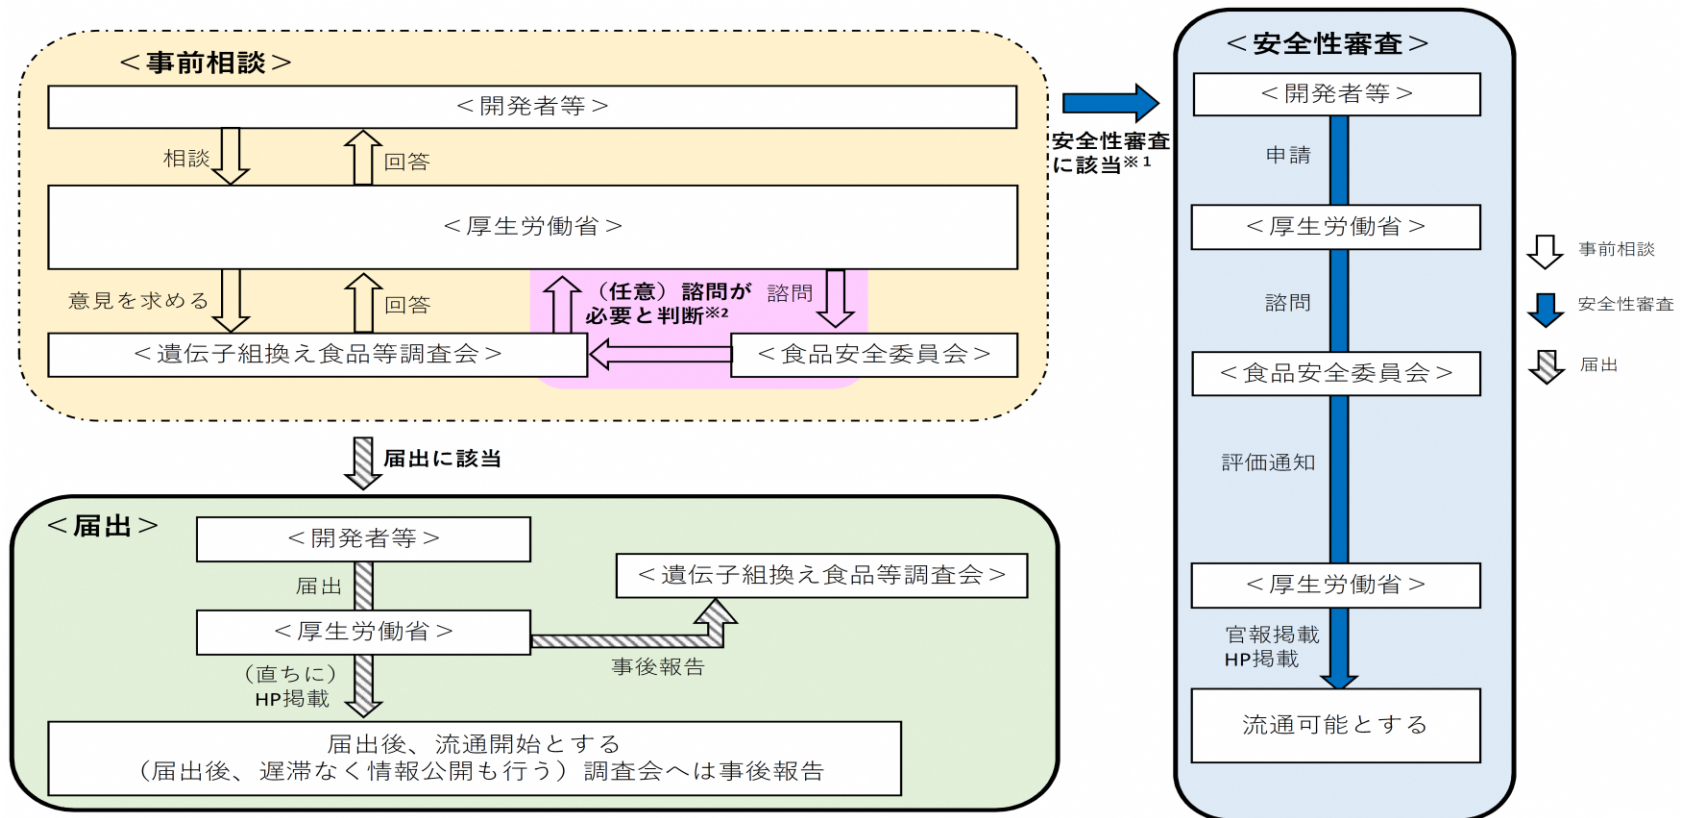 ＜事前相談＞
＜開発者等＞
相談
回答
＜厚生労働省＞
意見を求める
回答
（任意）諮問が
必要と判断※2
諮問
＜遺伝子組換え食品等調査会＞
＜食品安全委員会＞
安全性審査
に該当※1
届出に該当
＜届出＞
＜開発者等＞
届出
＜厚生労働省＞
＜遺伝子組換え食品等調査会＞
事後報告
（直ちに）
HP掲載
届出後、流通開始とする
（届出後、遅滞なく情報公開も行う）調査会へは事後報告
＜安全性審査＞
＜開発者等＞
申請
＜厚生労働省＞
諮問
＜食品安全委員会＞
評価通知
＜厚生労働省＞
官報掲載
HP掲載
流通可能とする
事前相談
安全性審査
届出